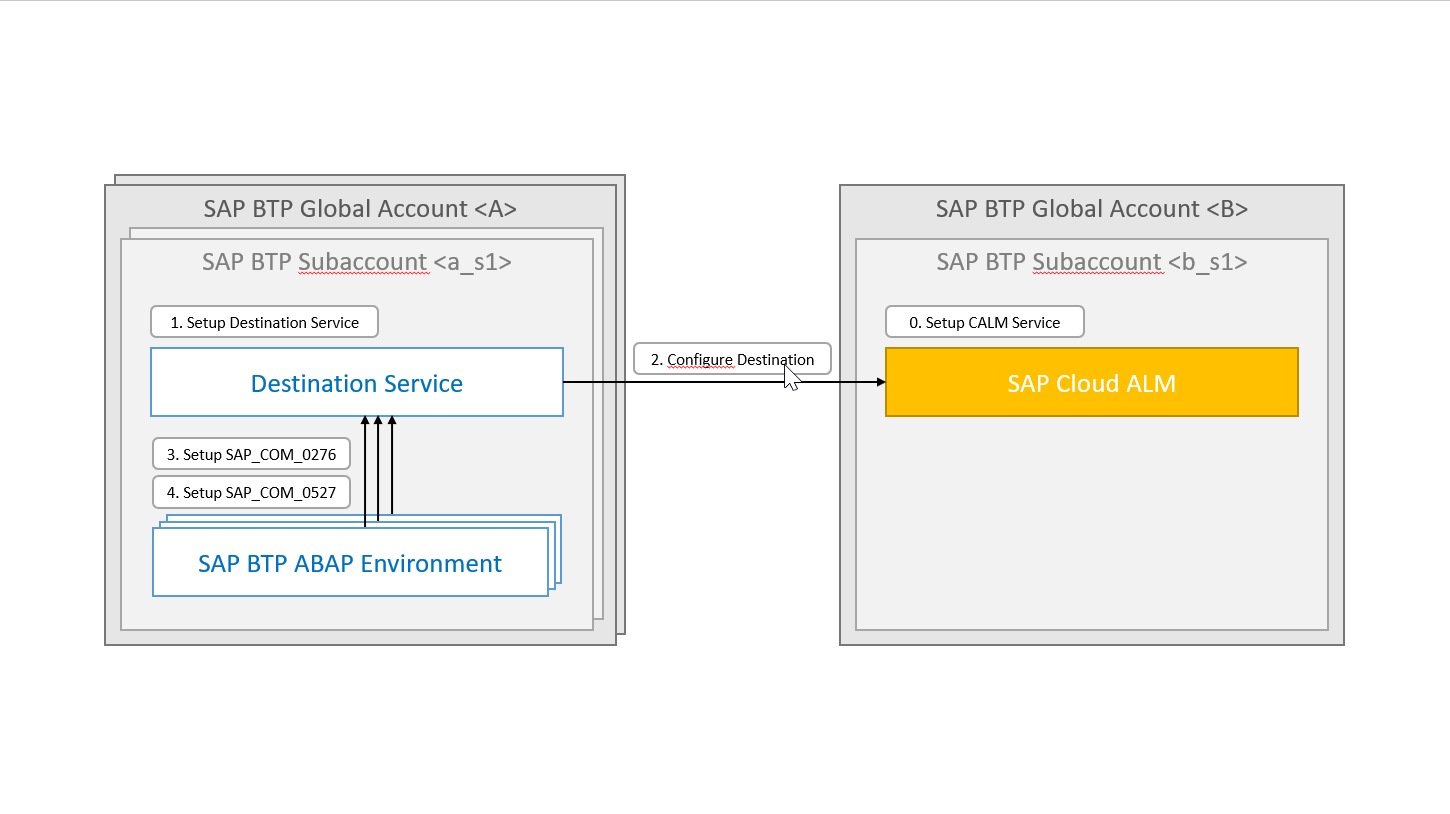 SAP BTP Global Account <A>
SAP BTP Subaccount <a_s1>
1. Setup Destination Service
Destination Service
3. Setup SAP_COM_0276
4. Setup SAP_COM_0527
SAP BTP ABAP Environment
2. Configure Destination
SAP BTP Global Account <B>
SAP BTP Subaccount <b_s1>
0. Setup CALM Service
SAP Cloud ALM